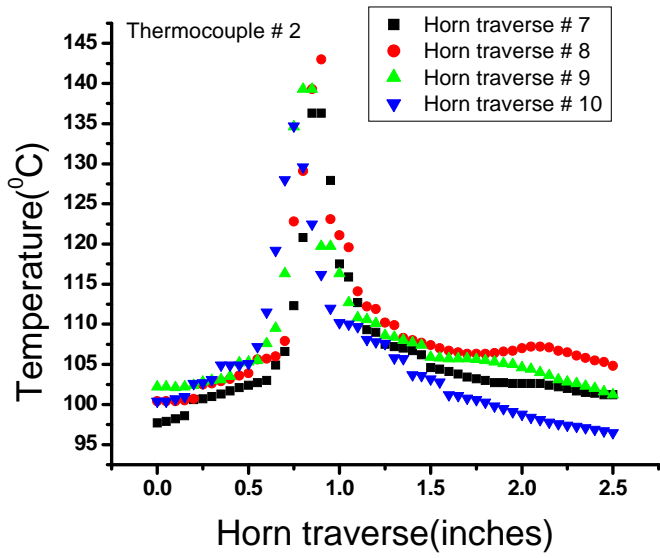 Thermocouple # 2
Horn traverse # 7
Horn traverse # 8
Horn traverse # 9
Horn traverse # 10
145
140
135
130
125
120
115
110
105
100
95
Temperature(⁰C)
0.0 0.5 1.0 1.5 2.0 2.5
Horn traverse(inches)